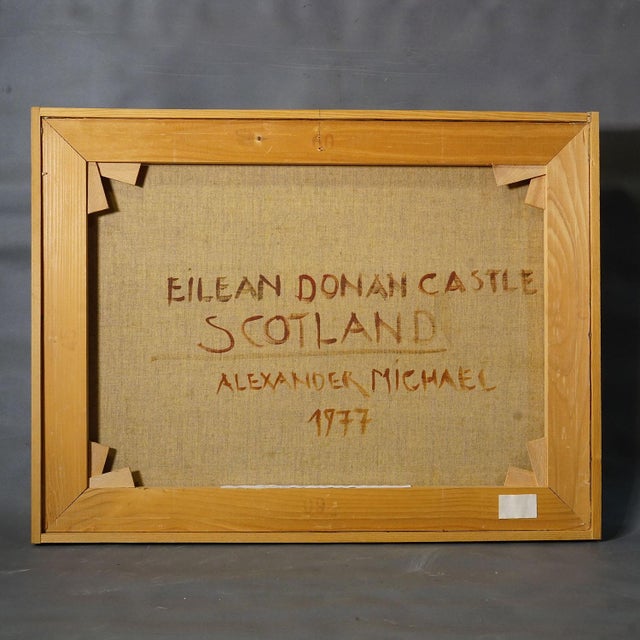 EILEAN DONAN CASTLE
SCOTLAND
ALEXANDER MICHAEL
1977